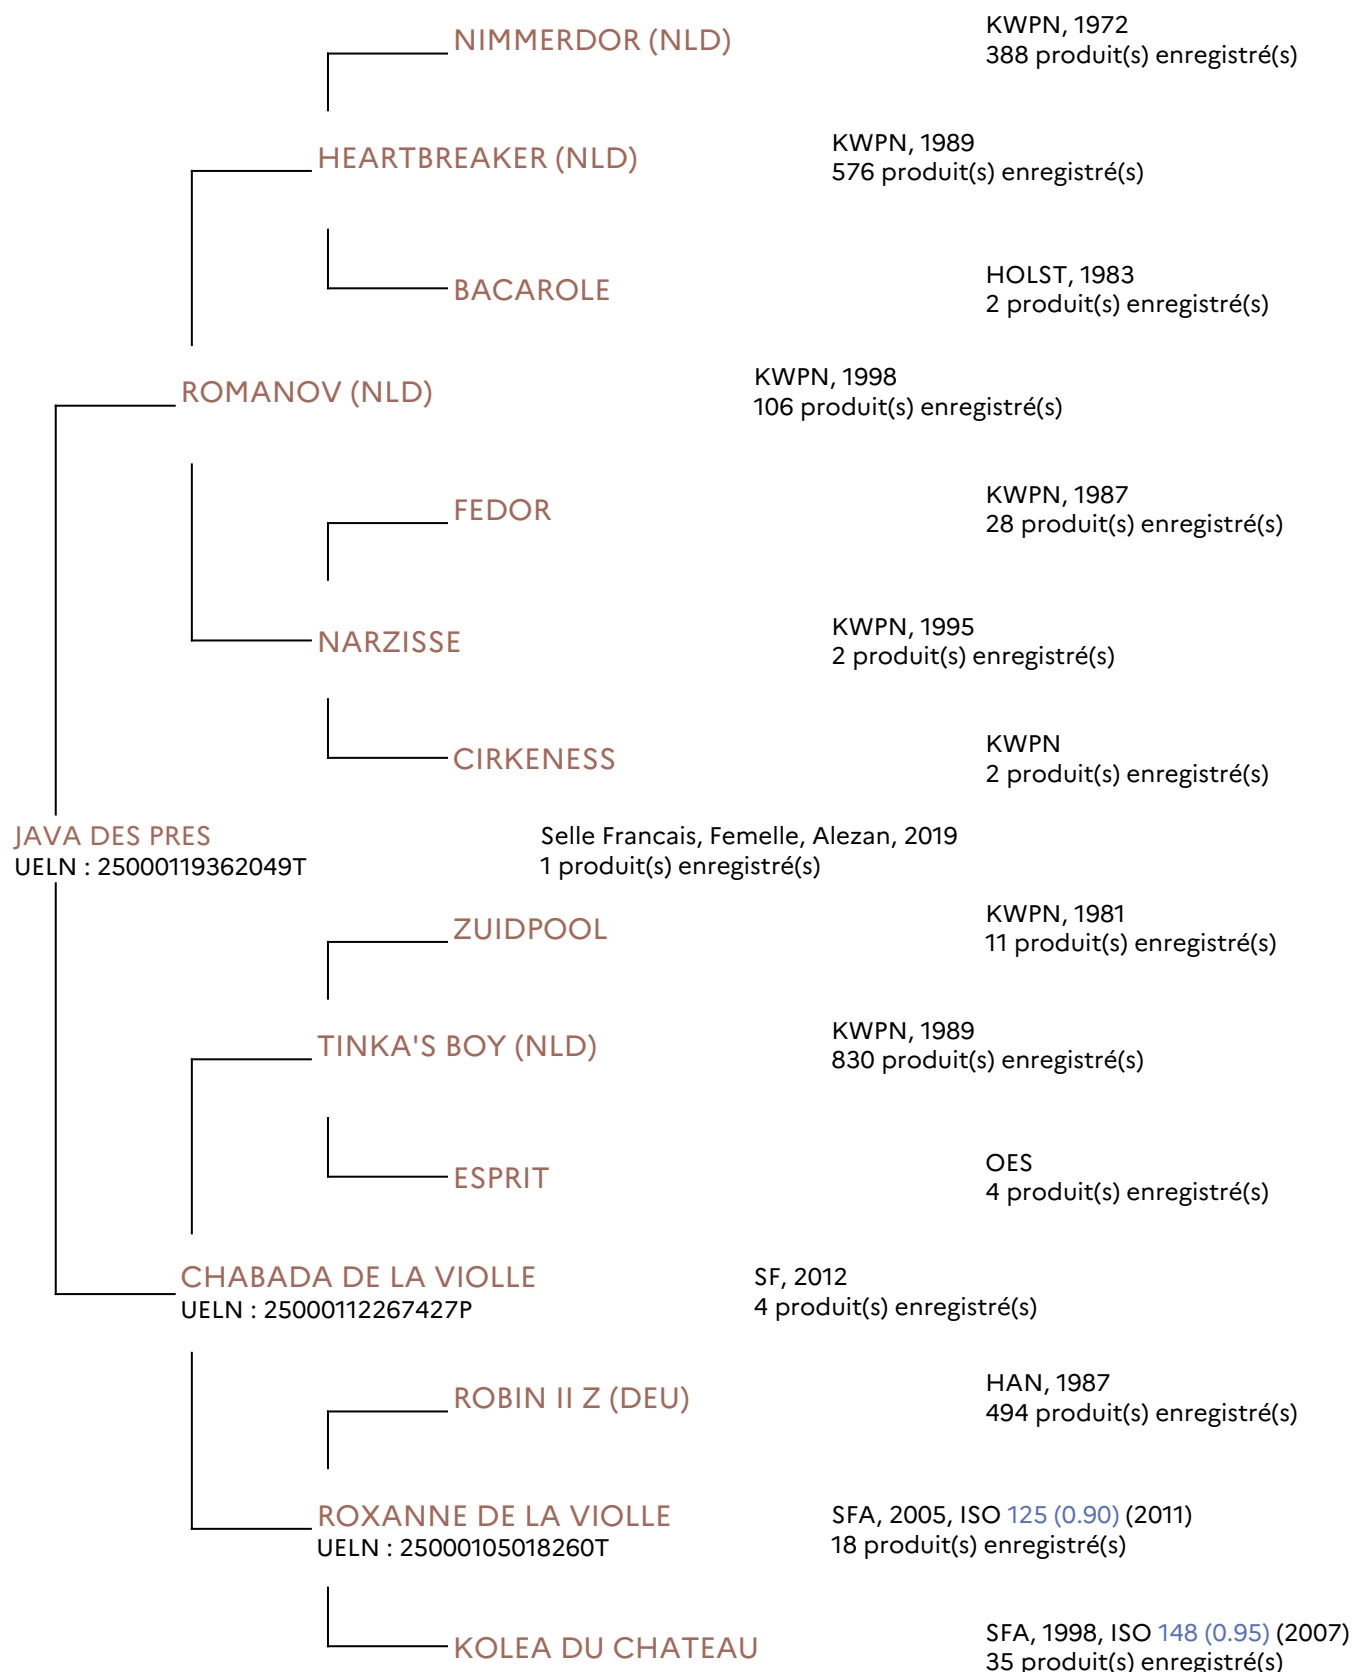 NIMMERDOR (NLD)
KWPN, 1972
388 produit(s) enregistré(s)
HEARTBREAKER (NLD)
KWPN, 1989
576 produit(s) enregistré(s)
BACAROLE
HOLST, 1983
2 produit(s) enregistré(s)
ROMANOV (NLD)
KWPN, 1998
106 produit(s) enregistré(s)
FEDOR
KWPN, 1987
28 produit(s) enregistré(s)
NARZISSE
KWPN, 1995
2 produit(s) enregistré(s)
CIRKENESS
KWPN
2 produit(s) enregistré(s)
JAVA DES PRES
UELN : 25000119362049T
Selle Francais, Femelle, Alezan, 2019
1 produit(s) enregistré(s)
ZUIDPOOL
KWPN, 1981
11 produit(s) enregistré(s)
TINKA'S BOY (NLD)
KWPN, 1989
830 produit(s) enregistré(s)
ESPRIT
OES
4 produit(s) enregistré(s)
CHABADA DE LA VIOLLE
UELN : 25000112267427P
SF, 2012
4 produit(s) enregistré(s)
ROBIN II Z (DEU)
HAN, 1987
494 produit(s) enregistré(s)
ROXANNE DE LA VIOLLE
UELN : 25000105018260T
SFA, 2005, ISO 125 (0.90) (2011)
18 produit(s) enregistré(s)
KOLEA DU CHATEAU
SFA, 1998, ISO 148 (0.95) (2007)
35 produit(s) enregistré(s)